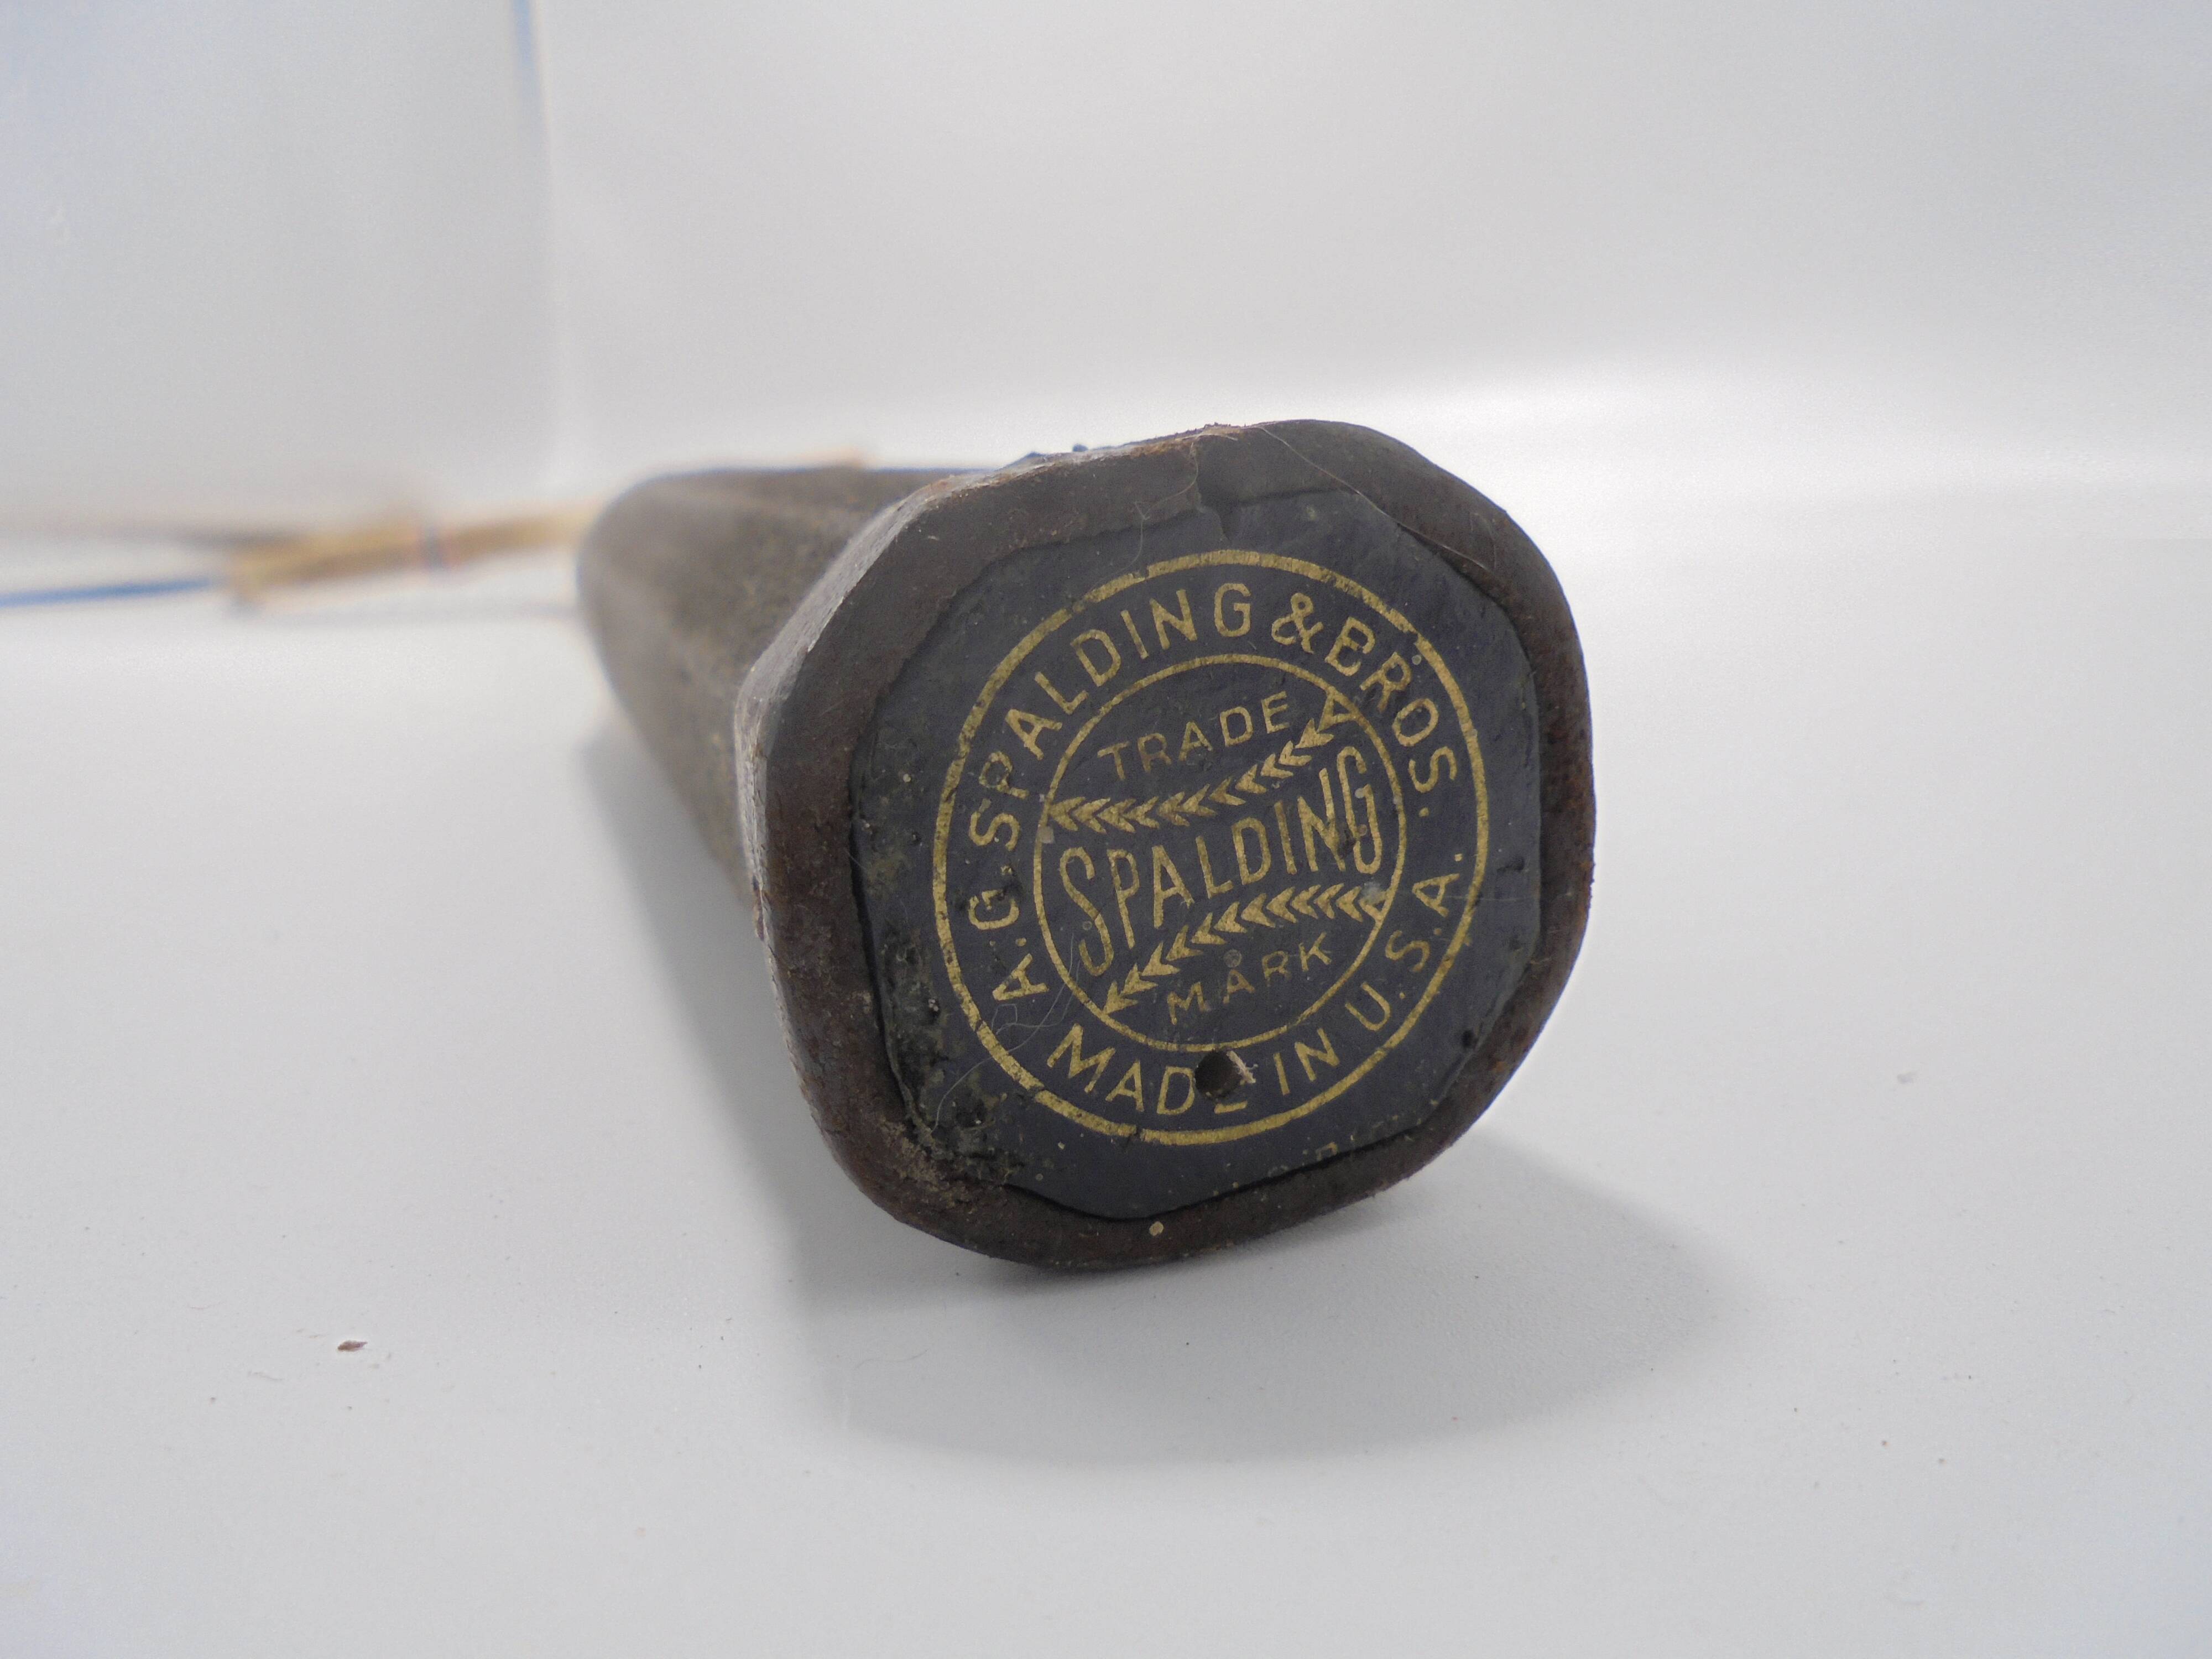 A.G. SPALDING & BROS.
TRADE
SPALDING
MARK
MADE IN U.S.A.